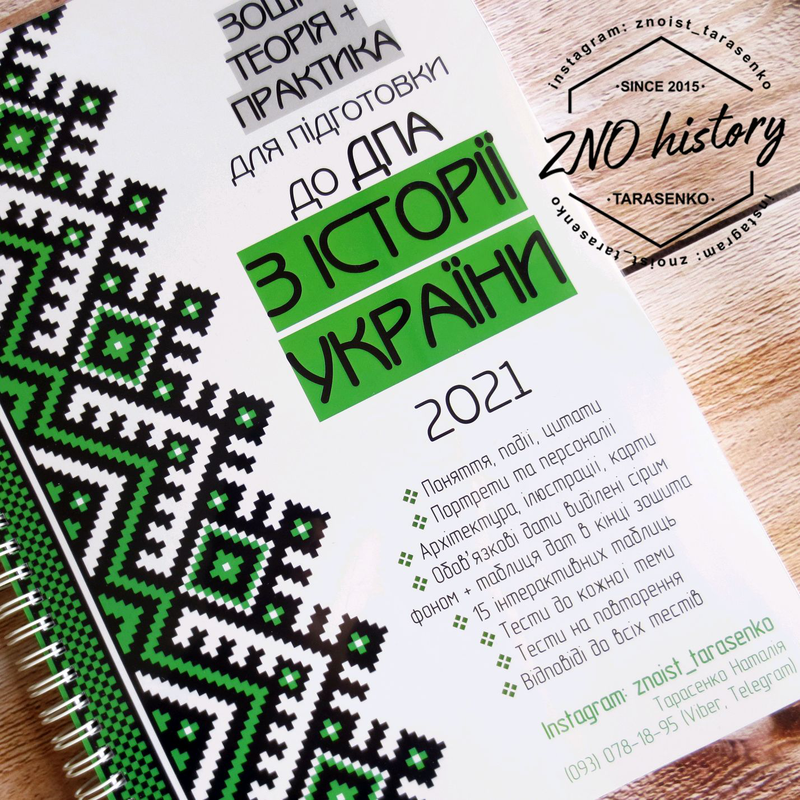 ЗОШИТ
ТЕОРІЯ +
ПРАКТИКА
ДЛЯ ПІДГОТОВКИ
ДО ДПА
З ІСТОРІЇ
УКРАЇНИ
2021
Поняття, події, цитати
Портрети та персоналії
Архітектура, ілюстрації, карти
Обов'язкові дати виділені сірим
фоном + таблиця дат в кінці зошита
15 інтерактивних таблиць
Тести до кожної теми
Тести на повторення
Відповіді до всіх тестів
Instagram: znoist_tarasenko
Тарасенко Наталія
(093) 078-18-95 (Viber, Telegram)
instagram: znoist_tarasenko
·SINCE 2015·
ZNO history
·TARASENKO·
instagram: znoist_tarasenko